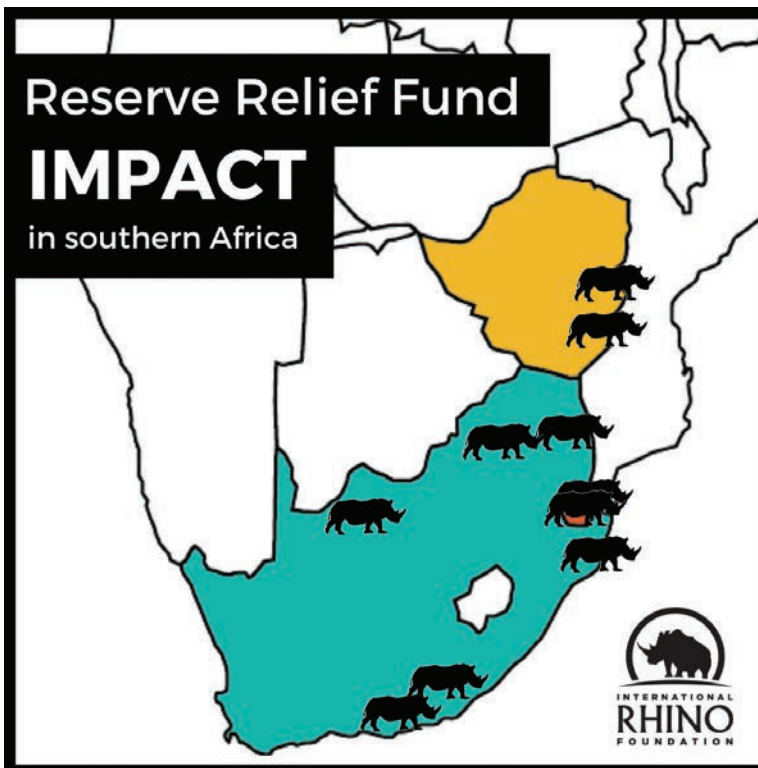 Reserve Relief Fund
IMPACT
in southern Africa
INTERNATIONAL
RHINO
FOUNDATION